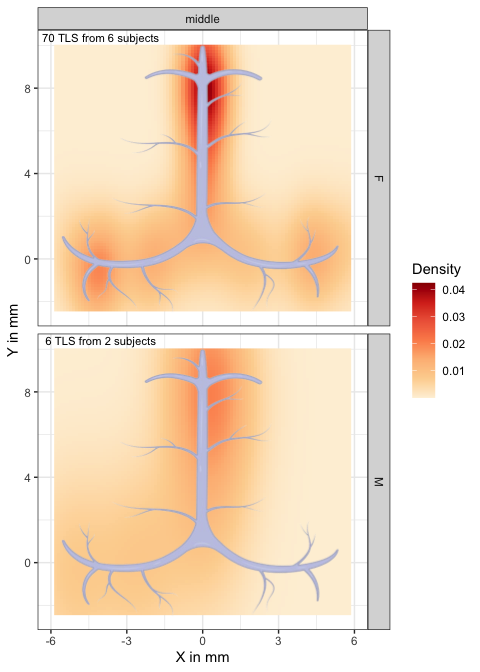 middle
70 TLS from 6 subjects
8
4
0
F
Y in mm
Density
0.04
0.03
0.02
0.01
6 TLS from 2 subjects
8
4
0
M
-6
-3
0
3
6
X in mm